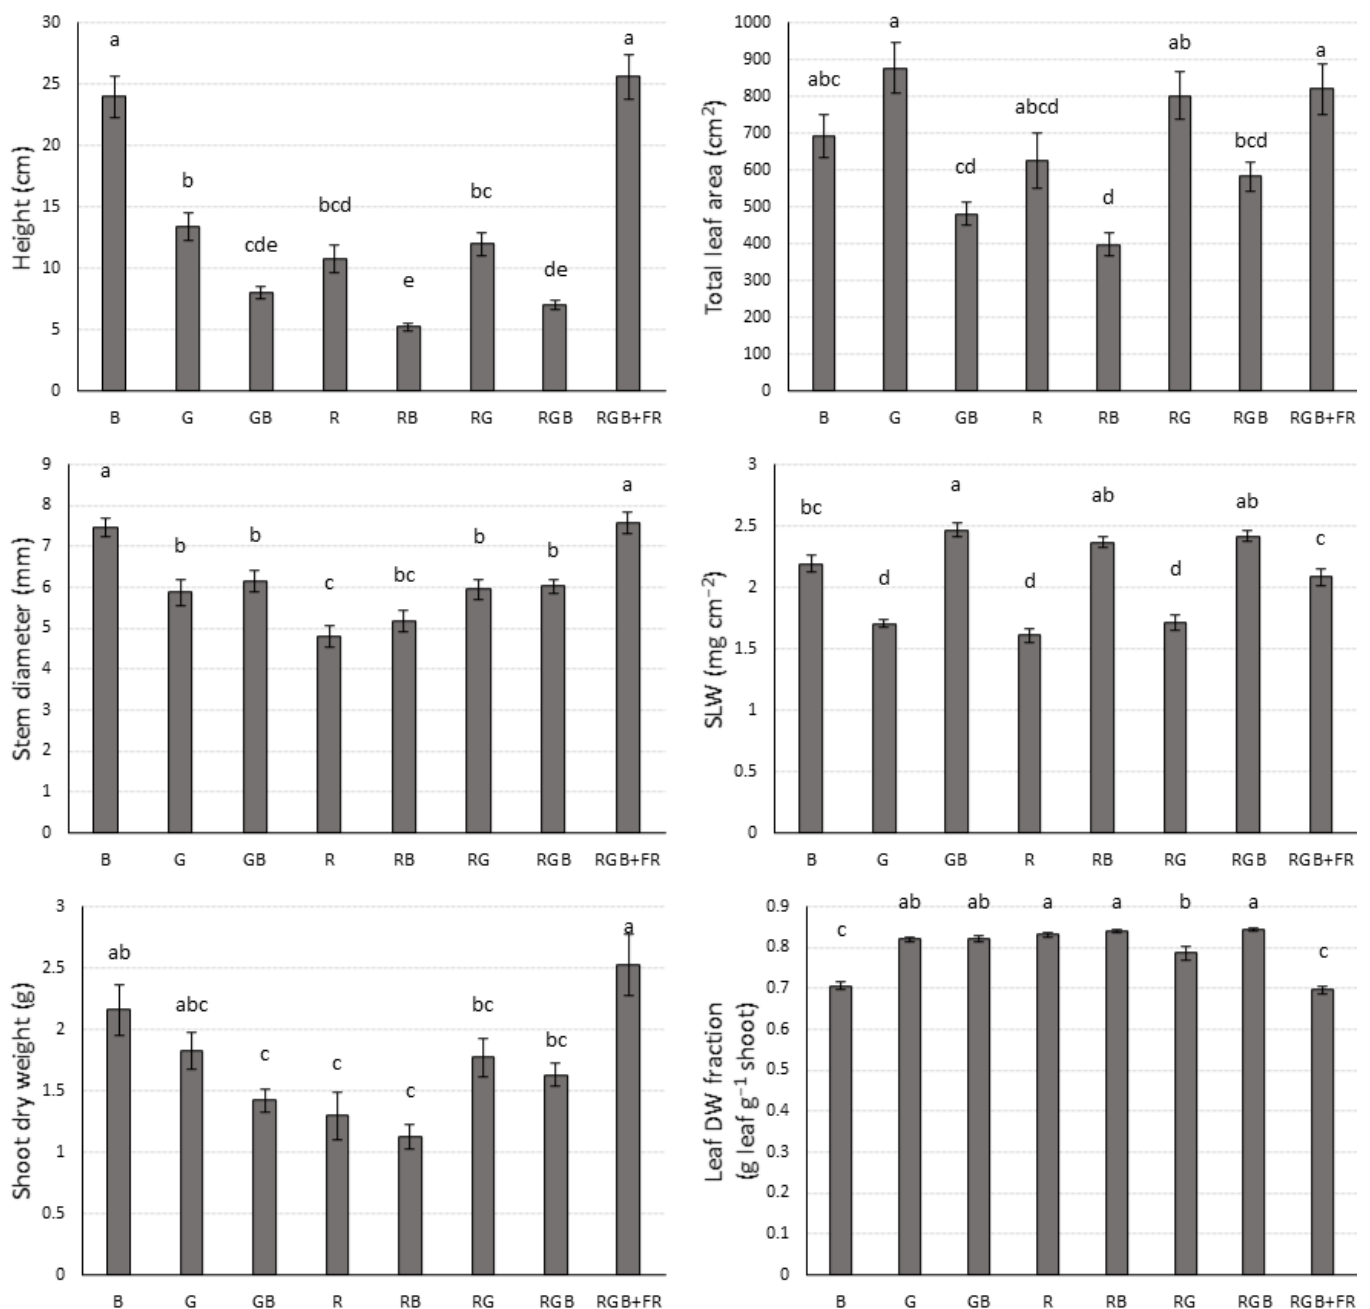 Height (cm)
30
25
20
15
10
5
0
a
b
cde
bcd
e
bc
de
a
B G GB R RB RG RGB RGB+FR
Total leaf area (cm²)
1000
900
800
700
600
500
400
300
200
100
0
abc
a
cd
abcd
d
ab
bcd
a
B G GB R RB RG RGB RGB+FR
Stem diameter (mm)
9
8
7
6
5
4
3
2
1
0
a
b
b
c
bc
b
b
a
B G GB R RB RG RGB RGB+FR
SLW (mg cm⁻²)
3
2.5
2
1.5
1
0.5
0
bc
d
a
d
ab
d
ab
c
B G GB R RB RG RGB RGB+FR
Shoot dry weight (g)
3
2.5
2
1.5
1
0.5
0
ab
abc
c
c
c
bc
bc
a
B G GB R RB RG RGB RGB+FR
Leaf DW fraction
(g leaf g⁻¹ shoot)
0.9
0.8
0.7
0.6
0.5
0.4
0.3
0.2
0.1
0
c
ab
ab
a
a
b
a
c
B G GB R RB RG RGB RGB+FR